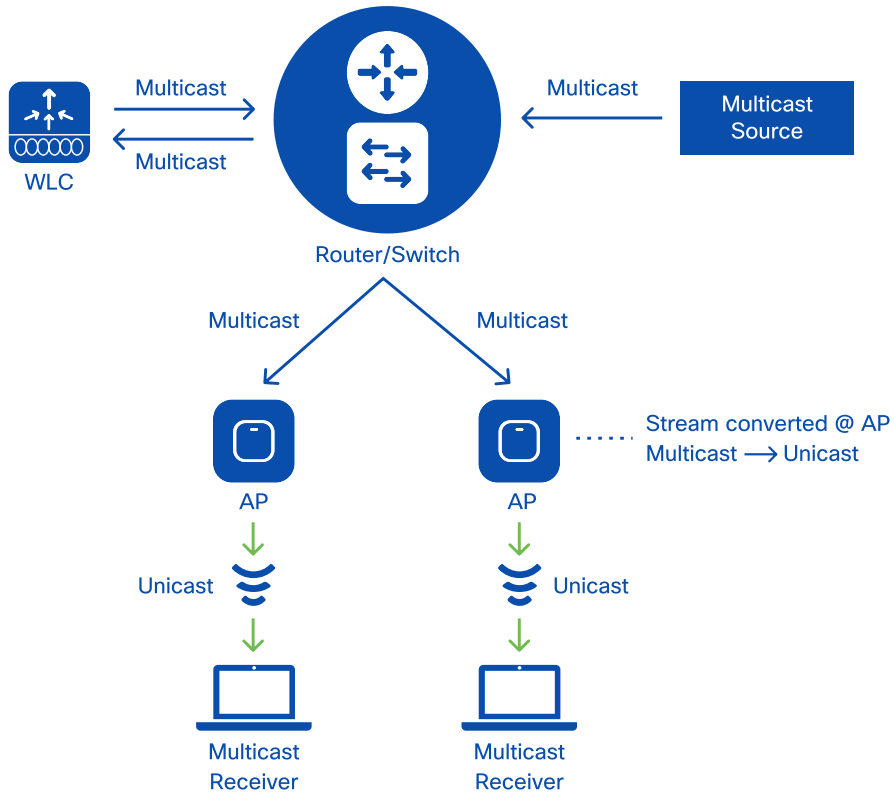 Multicast
Multicast
WLC
Router/Switch
Multicast
Multicast
Source
Multicast
Multicast
AP
AP
Stream converted @ AP
Multicast → Unicast
Unicast
Unicast
Multicast
Receiver
Multicast
Receiver